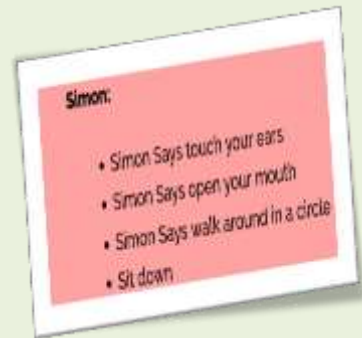 Simon:
• Simon Says touch your ears
• Simon Says open your mouth
• Simon Says walk around in a circle
• Sit down